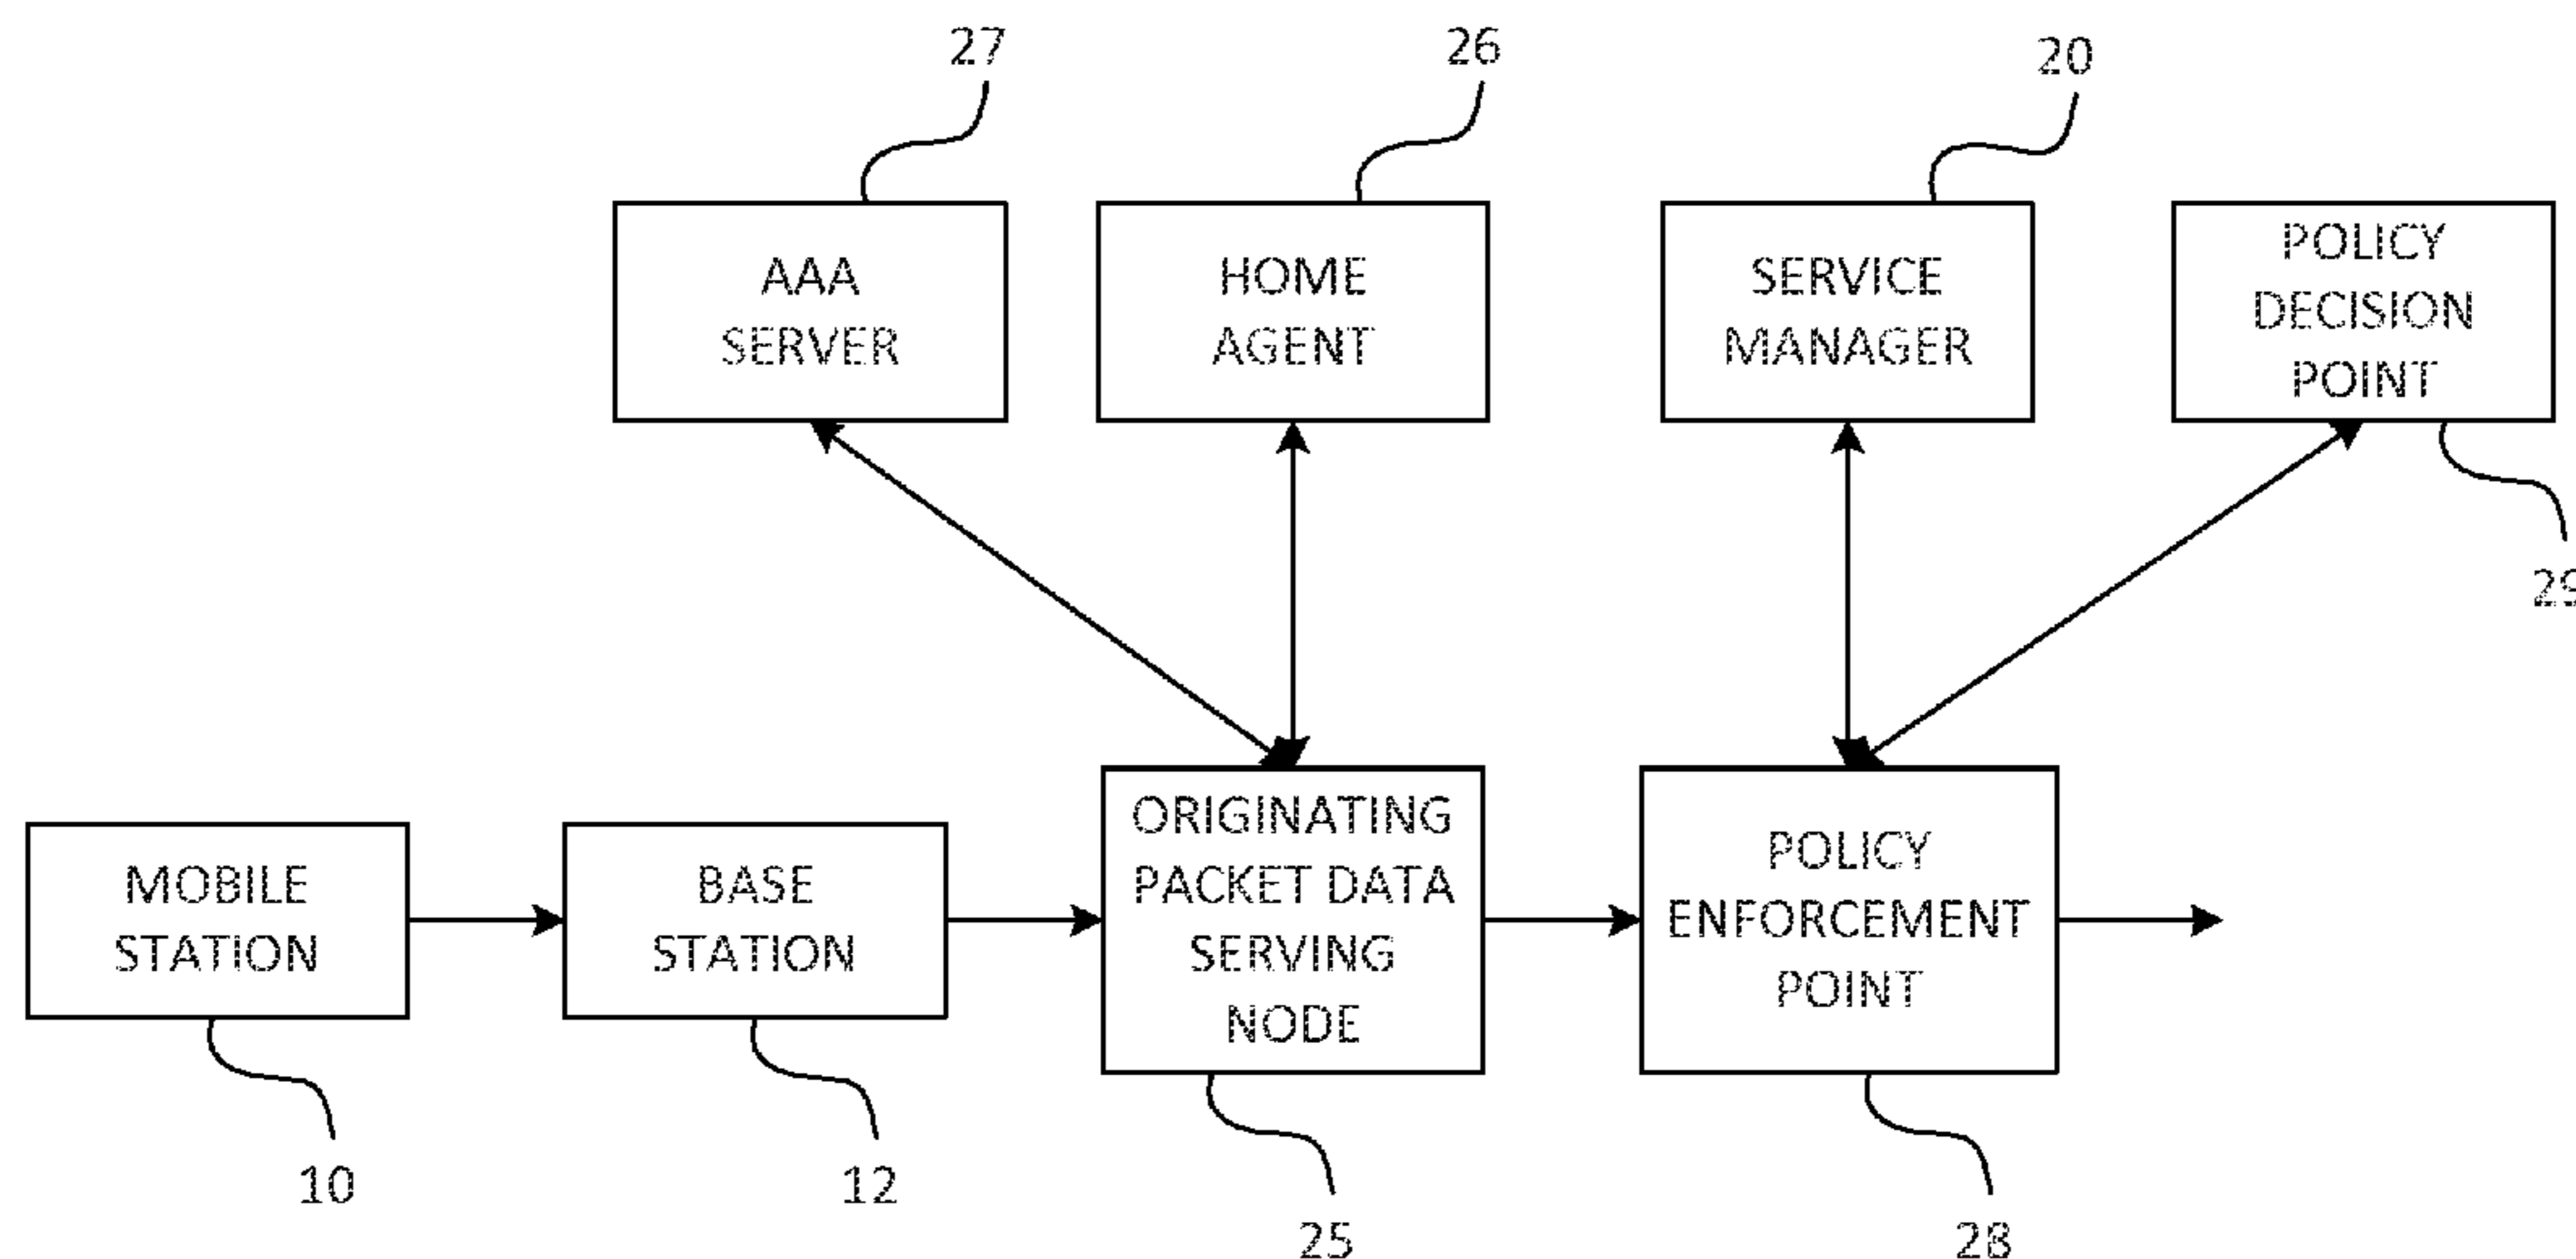 27
26
20
AAA
SERVER
HOME
AGENT
SERVICE
MANAGER
POLICY
DECISION
POINT
29
MOBILE
STATION
BASE
STATION
ORIGINATING
PACKET DATA
SERVING
NODE
POLICY
ENFORCEMENT
POINT
10
12
25
28